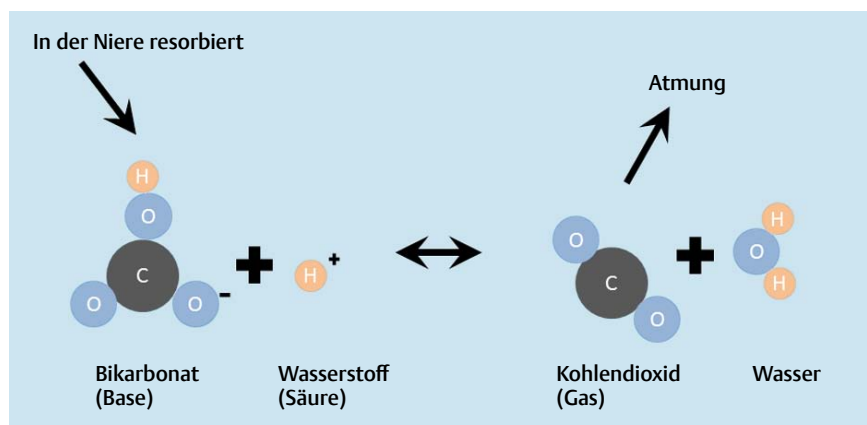 In der Niere resorbiert
Atmung
H
O
C
O
O
-
+
H
+
O
C
O
+
H
O
H
Bikarbonat
(Base)
Wasserstoff
(Säure)
Kohlendioxid
(Gas)
Wasser